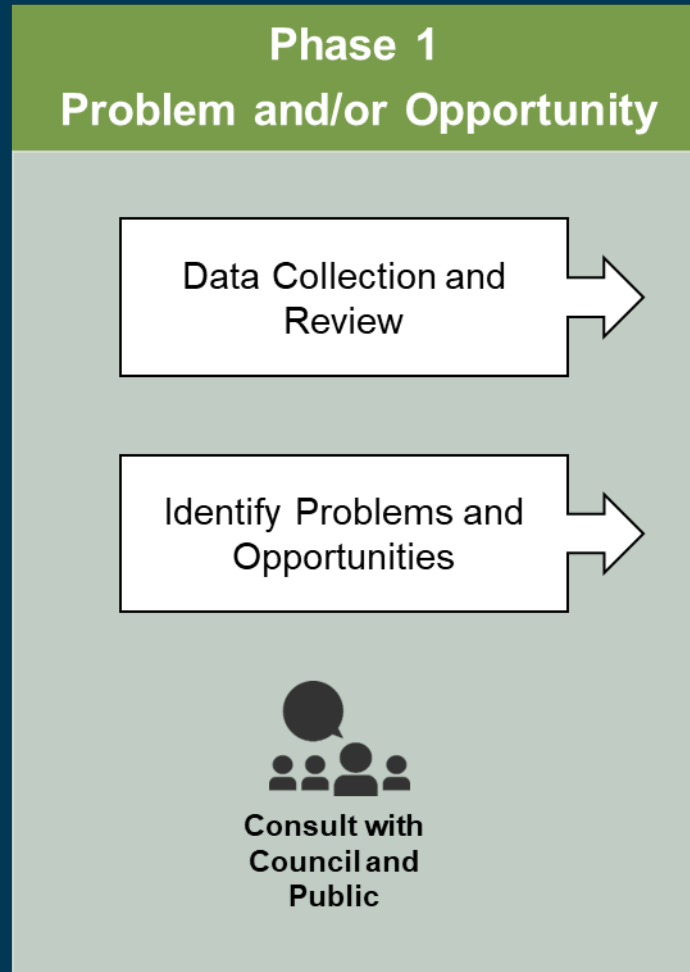 Phase 1
Problem and/or Opportunity
Data Collection and
Review
Identify Problems and
Opportunities
Consult with
Council and
Public